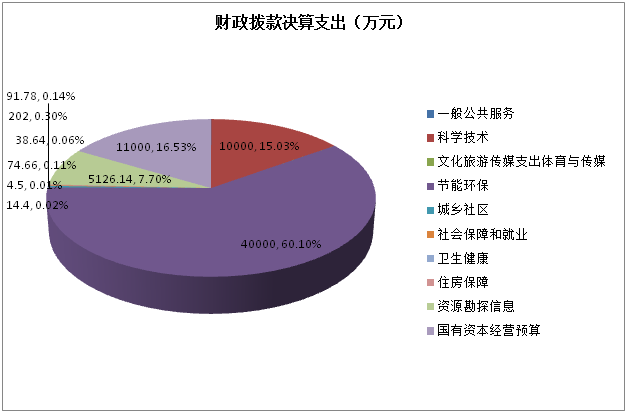 财政拨款决算支出（万元）
91.78, 0.14%
202, 0.30%
38.64, 0.06%
74.66, 0.11%
4.5, 0.01%
14.4, 0.02%
11000, 16.53%
10000, 15.03%
5126.14, 7.70%
40000, 60.10%
一般公共服务
科学技术
文化旅游传媒支出体育与传媒
节能环保
城乡社区
社会保障和就业
卫生健康
住房保障
资源勘探信息
国有资本经营预算